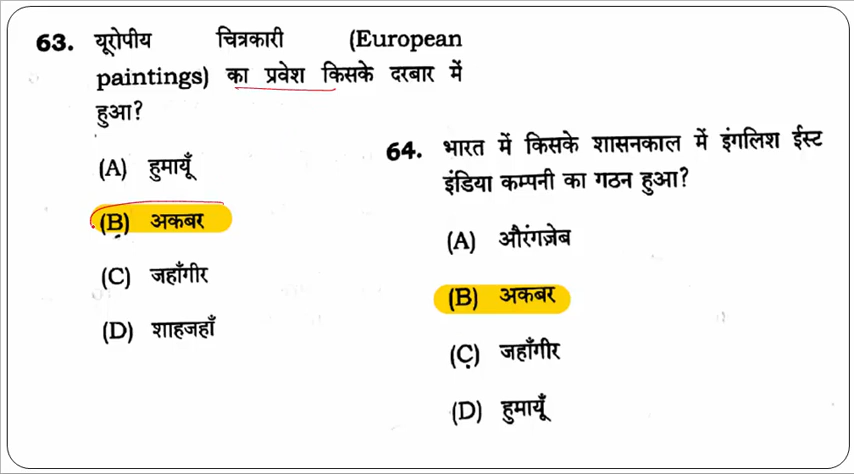 63. यूरोपीय चित्रकारी (European
paintings) का प्रवेश किसके दरबार में
हुआ?
(A) हुमायूँ
(B) अकबर
(C) जहाँगीर
(D) शाहजहाँ
64. भारत में किसके शासनकाल में इंगलिश ईस्ट
इंडिया कम्पनी का गठन हुआ?
(A) औरंगज़ेब
(B) अकबर
(C) जहाँगीर
(D) हुमायूँ